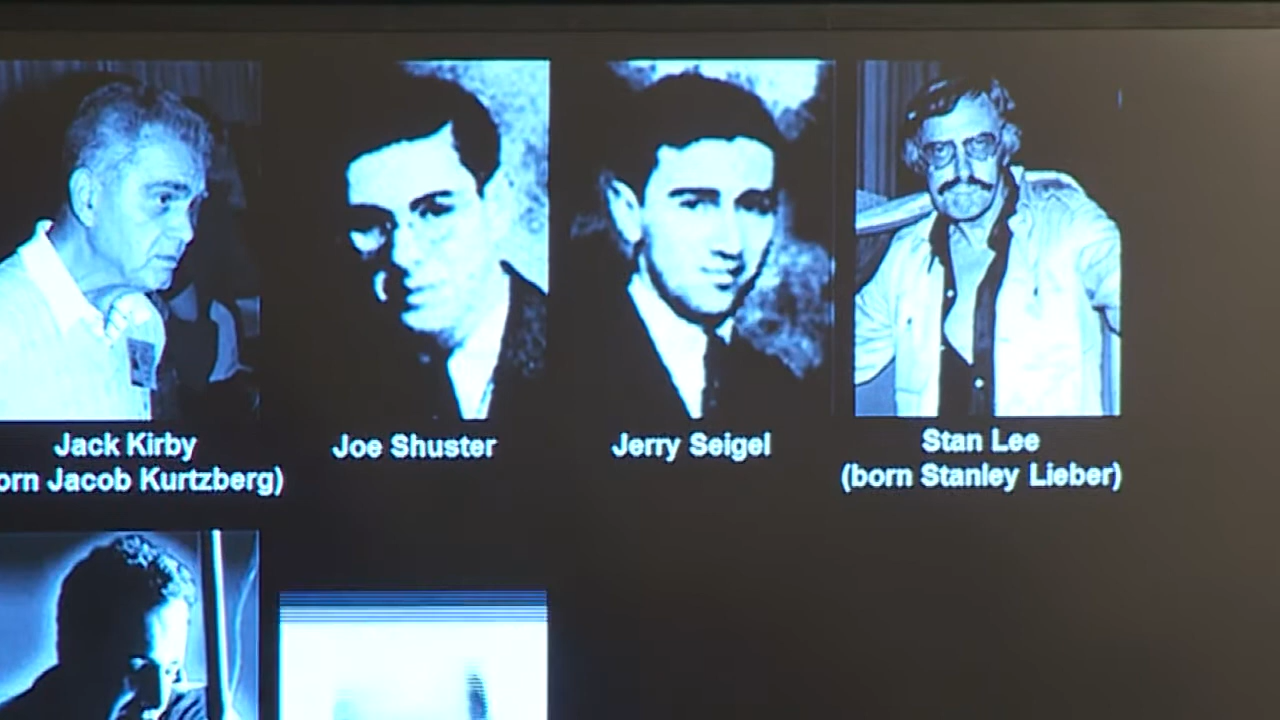 Jack Kirby
orn Jacob Kurtzberg)
Joe Shuster
Jerry Seigel
Stan Lee
(born Stanley Lieber)